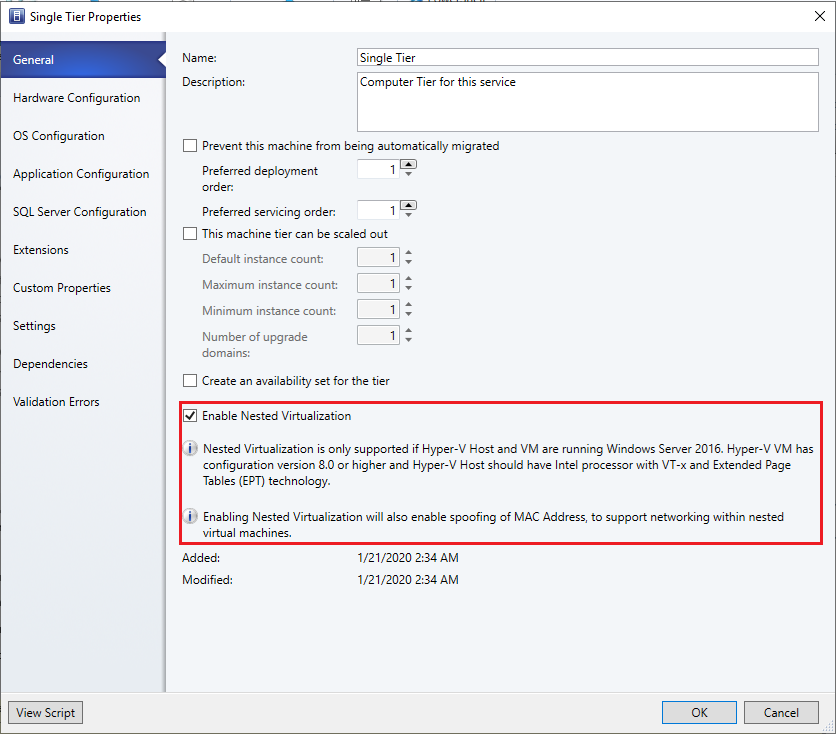 Single Tier Properties
General
Hardware Configuration
OS Configuration
Application Configuration
SQL Server Configuration
Extensions
Custom Properties
Settings
Dependencies
Validation Errors
Name: Single Tier
Description: Computer Tier for this service
Prevent this machine from being automatically migrated
Preferred deployment
order: 1
Preferred servicing order: 1
This machine tier can be scaled out
Default instance count: 1
Maximum instance count: 1
Minimum instance count: 1
Number of upgrade
domains: 1
Create an availability set for the tier
Enable Nested Virtualization
Nested Virtualization is only supported if Hyper-V Host and VM are running Windows Server 2016. Hyper-V VM has
configuration version 8.0 or higher and Hyper-V Host should have Intel processor with VT-x and Extended Page
Tables (EPT) technology.
Enabling Nested Virtualization will also enable spoofing of MAC Address, to support networking within nested
virtual machines.
Added: 1/21/2020 2:34 AM
Modified: 1/21/2020 2:34 AM
View Script
OK
Cancel